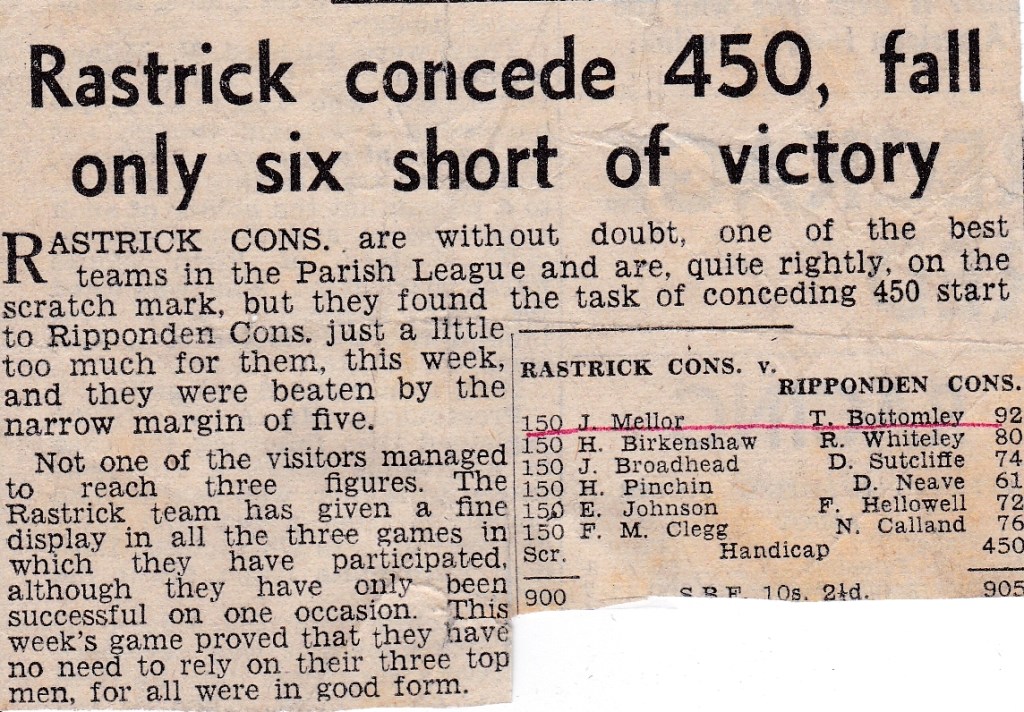 Rastrick concede 450, fall
only six short of victory
RASTRICK CONS. are without doubt, one of the best
teams in the Parish League and are, quite rightly, on the
scratch mark, but they found the task of conceding 450 start
to Ripponden Cons. just a little
too much for them, this week,
and they were beaten by the
narrow margin of five.
Not one of the visitors managed
to reach three figures. The
Rastrick team has given a fine
display in all the three games in
which they have participated,
although they have only been
successful on one occasion. This
week's game proved that they have
no need to rely on their three top
men, for all were in good form.
RASTRICK CONS. v.
RIPPONDEN CONS.
150 J. Mellor T. Bottomley 92
150 H. Birkenshaw R. Whiteley 80
150 J. Broadhead D. Sutcliffe 74
150 H. Pinchin D. Neave 61
150 E. Johnson F. Hellowell 72
150 F. M. Clegg N. Calland 76
Scr. Handicap 450
900 S.B.F. 10s. 2½d. 905